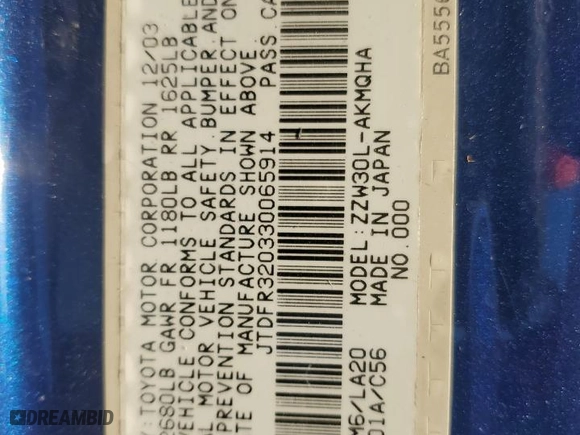 :TOYOTA MOTOR CORPORATION 12/03
2680LB GAWR FR 1180LB RR 1625LB
VEHICLE CONFORMS TO ALL APPLICABLE
MOTOR VEHICLE SAFETY, BUMPER, AND
PREVENTION STANDARDS IN EFFECT ON
OF MANUFACTURE SHOWN ABOVE
JTDFR320330065914 PASS CA
M6/LA20 MODEL:ZZW30L-AKMQHA
01A/C56 MADE IN JAPAN
NO.000
BA5556
DREAMBID